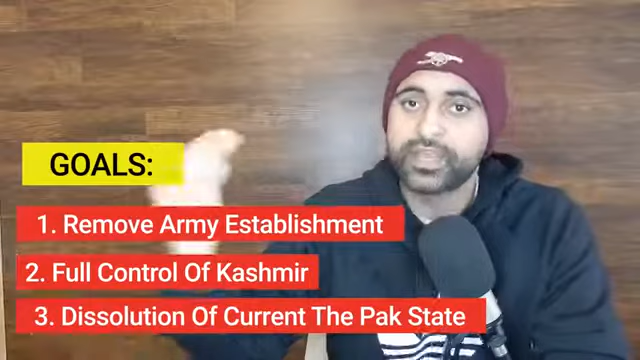 GOALS:
1. Remove Army Establishment
2. Full Control Of Kashmir
3. Dissolution Of Current The Pak State